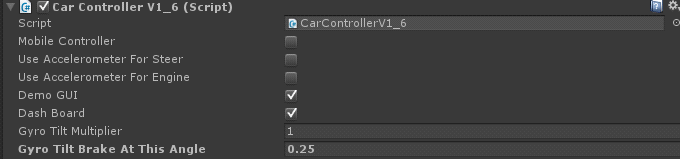 Car Controller V1_6 (Script)
Script CarControllerV1_6
Mobile Controller
Use Accelerometer For Steer
Use Accelerometer For Engine
Demo GUI
Dash Board
Gyro Tilt Multiplier 1
Gyro Tilt Brake At This Angle 0.25